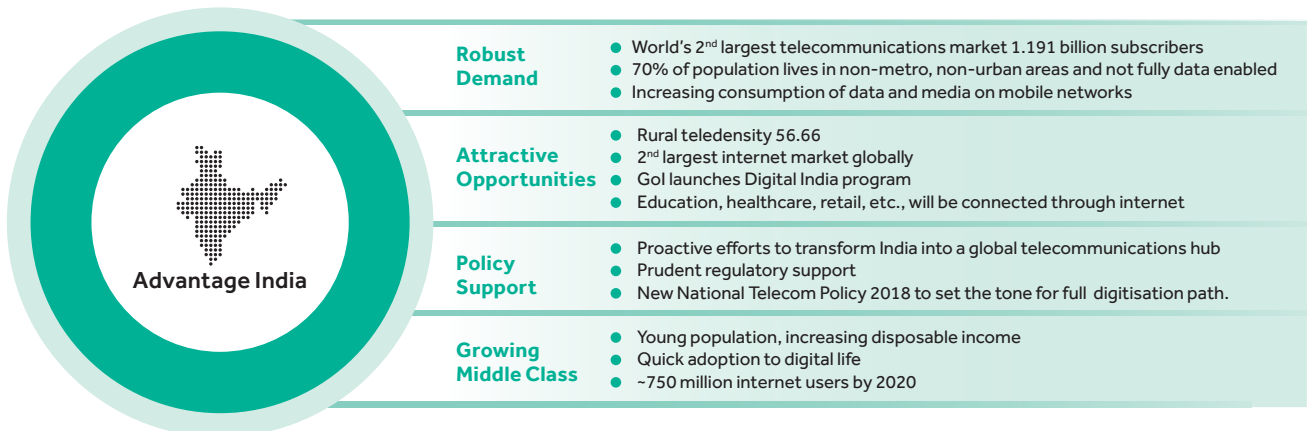 Advantage India
Robust
Demand
● World's 2nd largest telecommunications market 1.191 billion subscribers
● 70% of population lives in non-metro, non-urban areas and not fully data enabled
● Increasing consumption of data and media on mobile networks
Attractive
Opportunities
● Rural teledensity 56.66
● 2nd largest internet market globally
● GoI launches Digital India program
● Education, healthcare, retail, etc., will be connected through internet
Policy
Support
● Proactive efforts to transform India into a global telecommunications hub
● Prudent regulatory support
● New National Telecom Policy 2018 to set the tone for full digitisation path.
Growing
Middle Class
● Young population, increasing disposable income
● Quick adoption to digital life
● ~750 million internet users by 2020